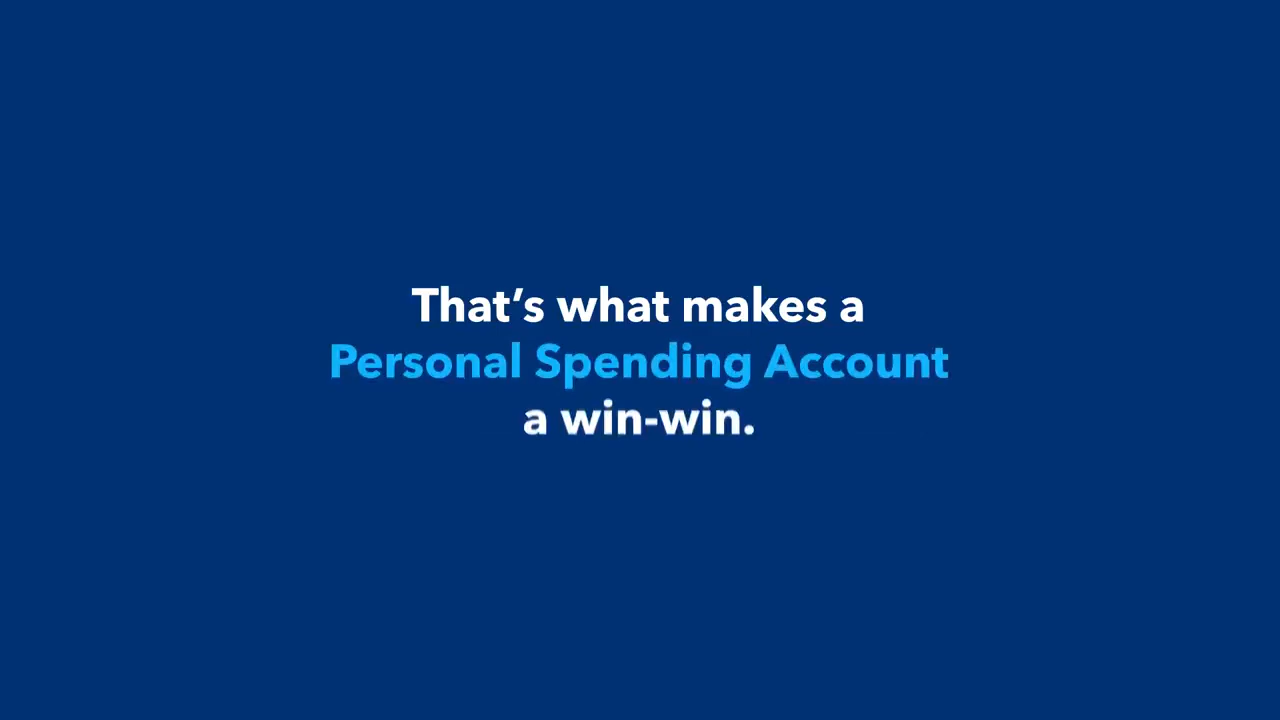 That’s what makes a
Personal Spending Account
a win-win.